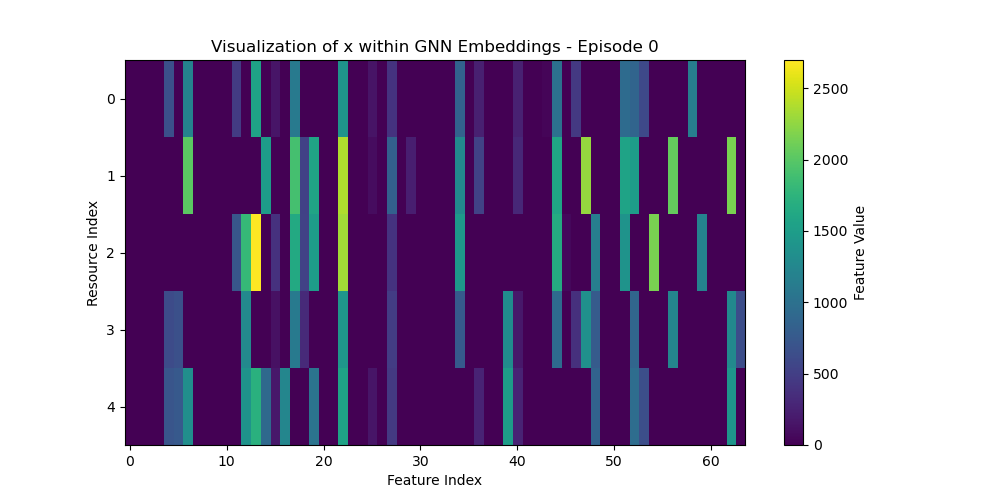 Visualization of x within GNN Embeddings - Episode 0
Resource Index
0
1
2
3
4
0 10 20 30 40 50 60
Feature Index
2500
2000
1500
1000
500
0
Feature Value